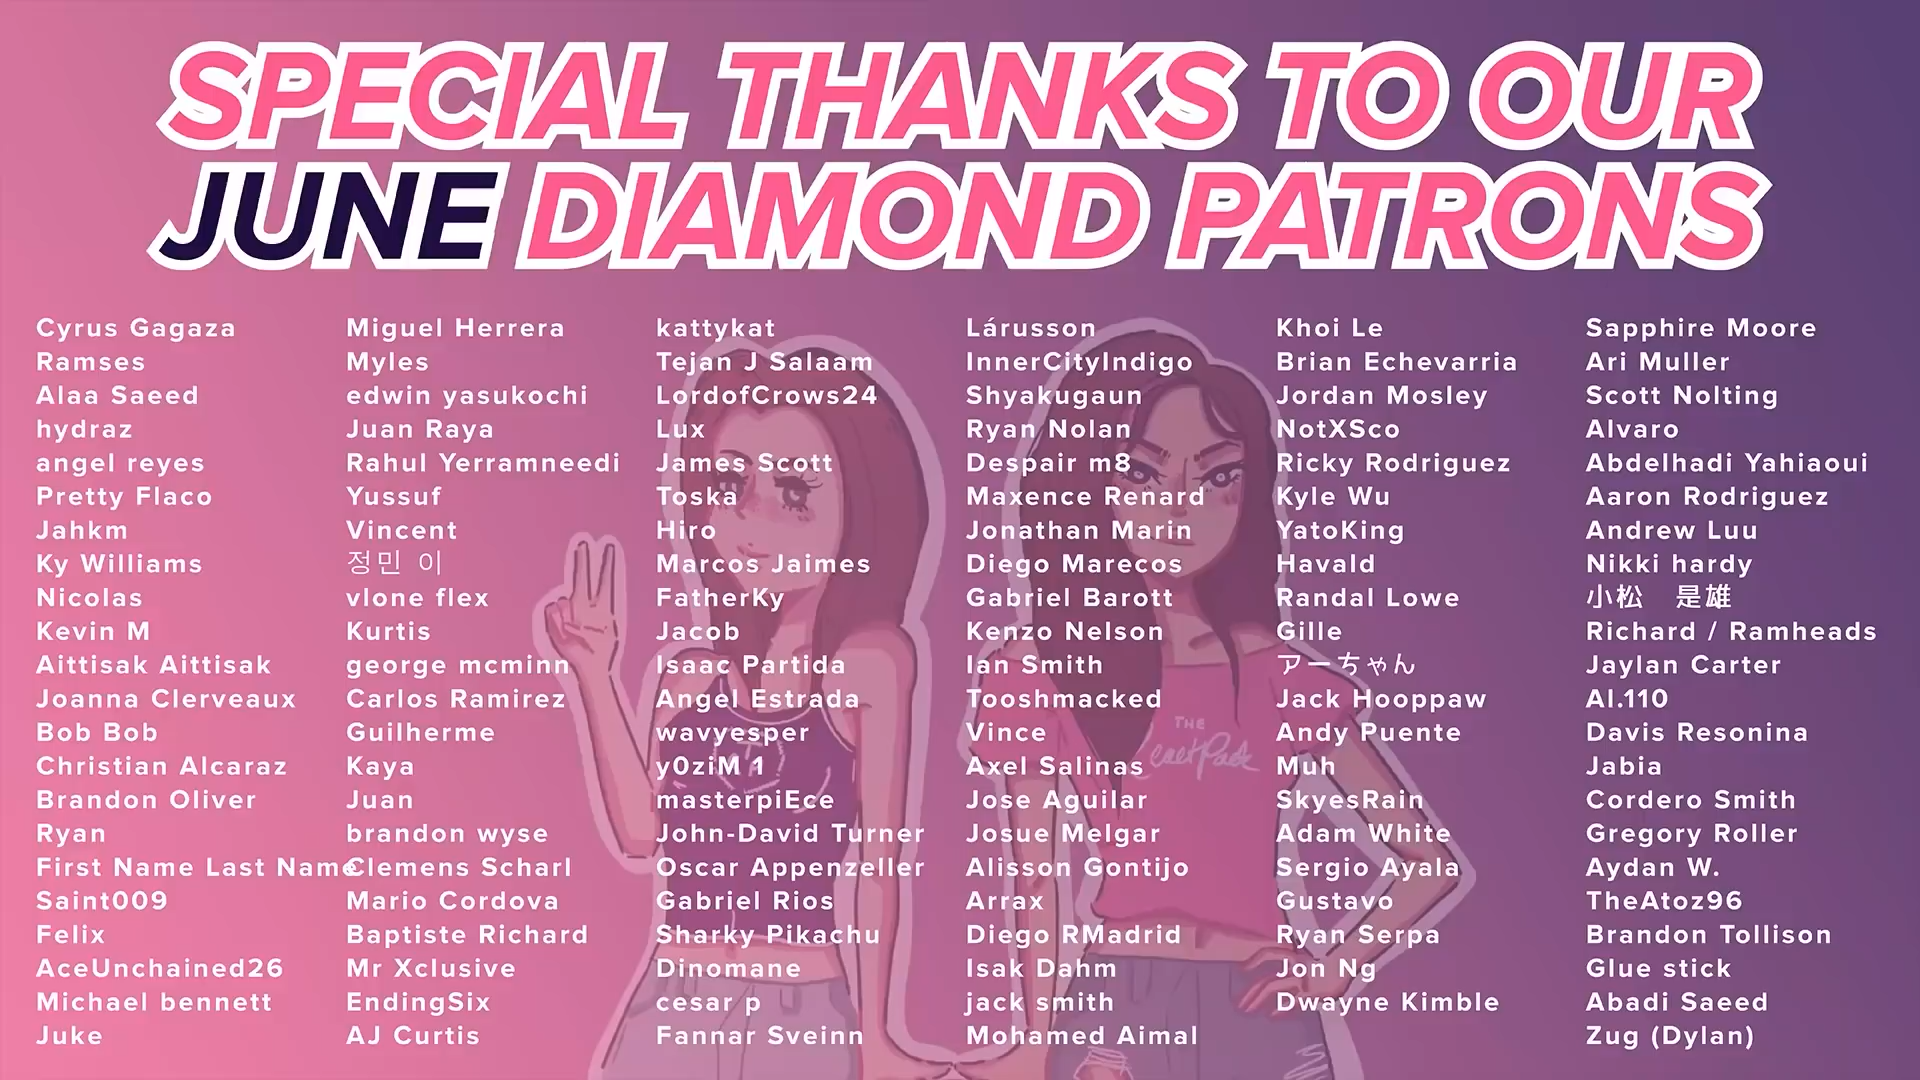 SPECIAL THANKS TO OUR
JUNE DIAMOND PATRONS
Cyrus Gagaza
Ramses
Alaa Saeed
hydraz
angel reyes
Pretty Flaco
Jahkm
Ky Williams
Nicolas
Kevin M
Aittisak Aittisak
Joanna Clerveaux
Bob Bob
Christian Alcaraz
Brandon Oliver
Ryan
First Name Last Name
Saint009
Felix
AceUnchained26
Michael bennett
Juke
Miguel Herrera
Myles
edwin yasukochi
Juan Raya
Rahul Yerramneedi
Yussuf
Vincent
정민 이
vlone flex
Kurtis
george mcminn
Carlos Ramirez
Guilherme
Kaya
Juan
brandon wyse
Clemens Scharl
Mario Cordova
Baptiste Richard
Mr Xclusive
EndingSix
AJ Curtis
kattykat
Tejan J Salaam
LordofCrows24
Lux
James Scott
Toska
Hiro
Marcos Jaimes
FatherKy
Jacob
Isaac Partida
Angel Estrada
wavyesper
y0ziM 1
masterpiEce
John-David Turner
Oscar Appenzeller
Gabriel Rios
Sharky Pikachu
Dinomane
cesar p
Fannar Sveinn
Lárusson
InnerCityIndigo
Shyakugaun
Ryan Nolan
Despair m8
Maxence Renard
Jonathan Marin
Diego Marecos
Gabriel Barott
Kenzo Nelson
Ian Smith
Tooshmacked
Vince
Axel Salinas
Jose Aguilar
Josue Melgar
Alisson Gontijo
Arrax
Diego RMadrid
Isak Dahm
jack smith
Mohamed Aimal
Khoi Le
Brian Echevarria
Jordan Mosley
NotXSco
Ricky Rodriguez
Kyle Wu
YatoKing
Havald
Randal Lowe
Gille
アーちゃん
Jack Hooppaw
Andy Puente
Muh
SkyesRain
Adam White
Sergio Ayala
Gustavo
Ryan Serpa
Jon Ng
Dwayne Kimble
Sapphire Moore
Ari Muller
Scott Nolting
Alvaro
Abdelhadi Yahiaoui
Aaron Rodriguez
Andrew Luu
Nikki hardy
小松　是雄
Richard / Ramheads
Jaylan Carter
Al.110
Davis Resonina
Jabia
Cordero Smith
Gregory Roller
Aydan W.
TheAtoz96
Brandon Tollison
Glue stick
Abadi Saeed
Zug (Dylan)
THE